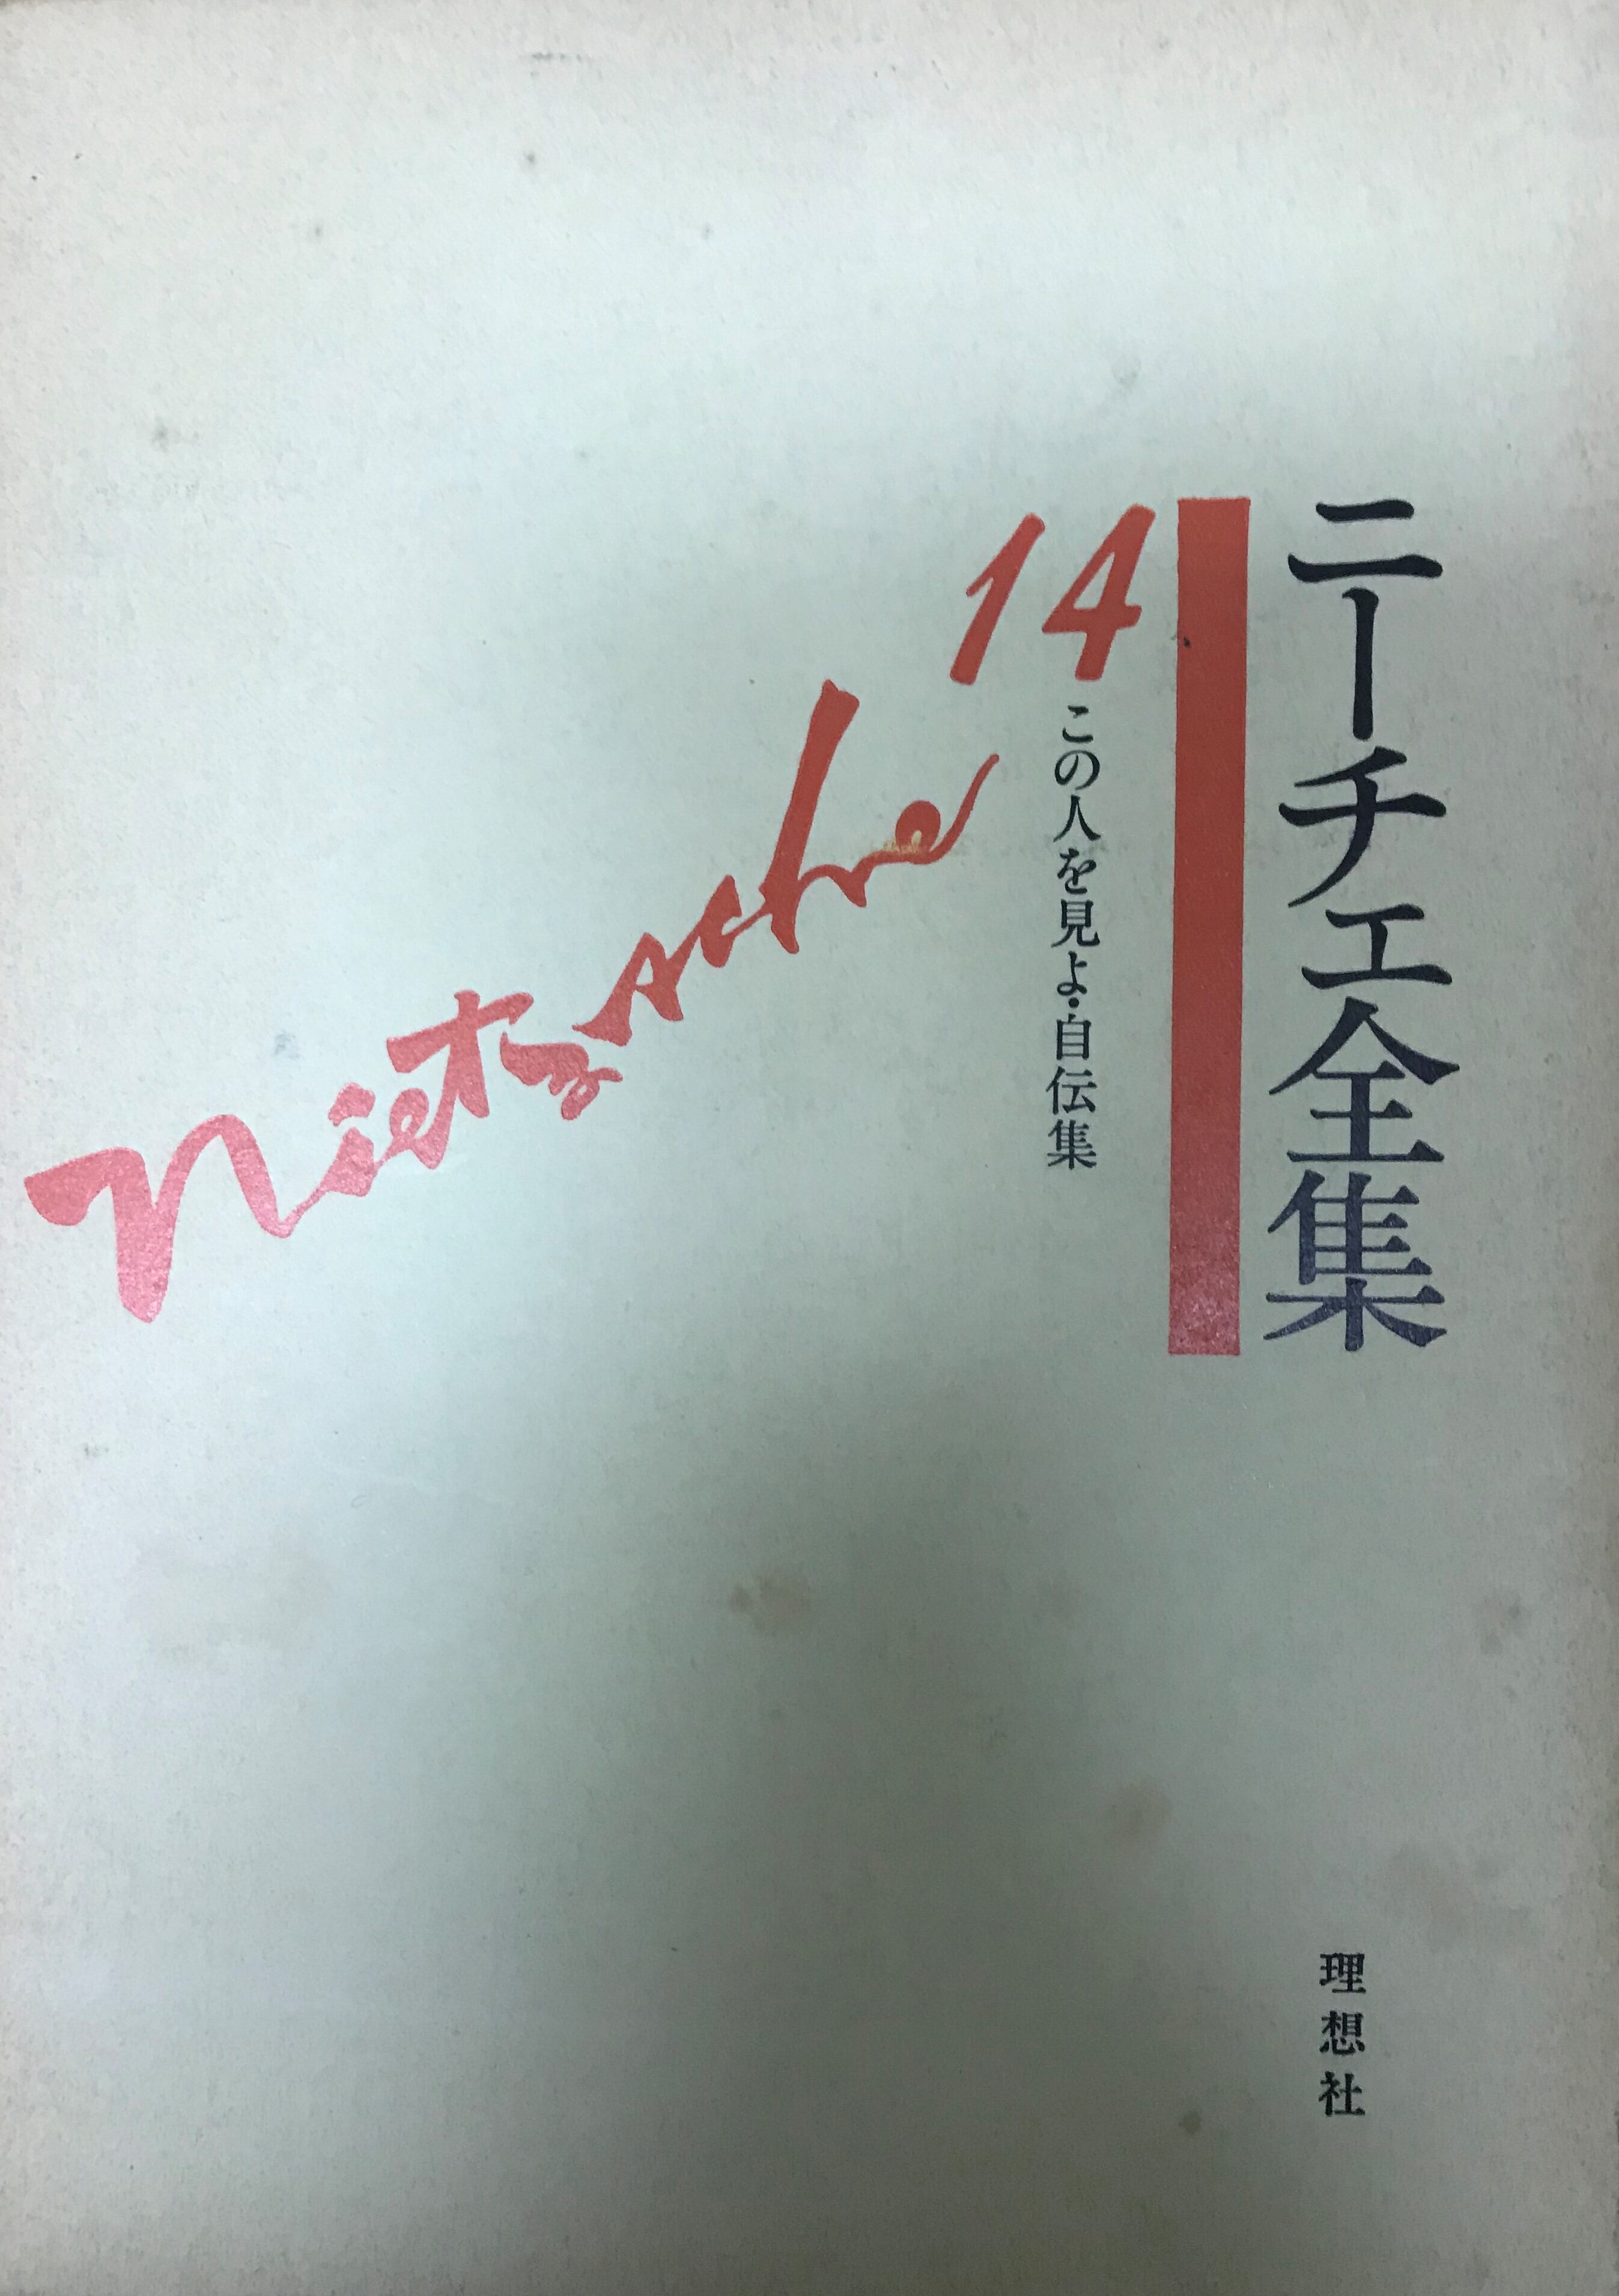 ニーチェ全集
14
この人を見よ・自伝集
Nietzsche
理想社